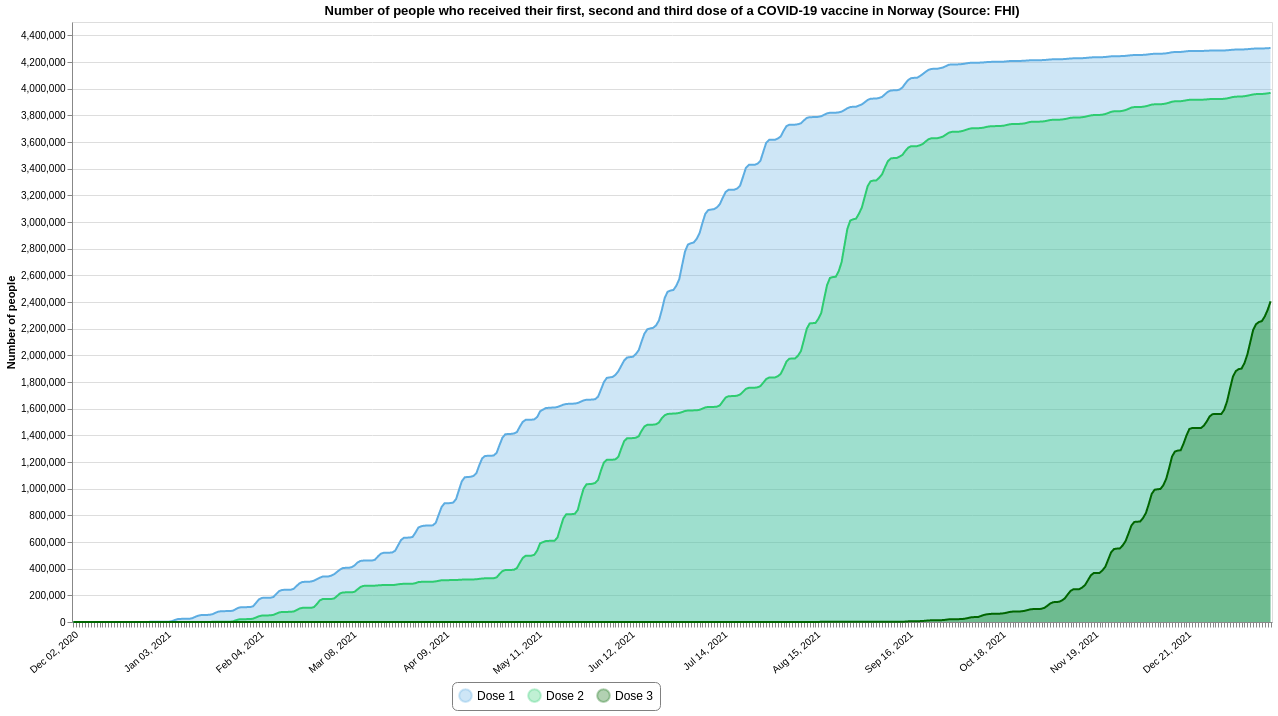 Number of people who received their first, second and third dose of a COVID-19 vaccine in Norway (Source: FHI)
Number of people
4,400,000
4,200,000
4,000,000
3,800,000
3,600,000
3,400,000
3,200,000
3,000,000
2,800,000
2,600,000
2,400,000
2,200,000
2,000,000
1,800,000
1,600,000
1,400,000
1,200,000
1,000,000
800,000
600,000
400,000
200,000
0
Dec 02, 2020
Jan 03, 2021
Feb 04, 2021
Mar 08, 2021
Apr 09, 2021
May 11, 2021
Jun 12, 2021
Jul 14, 2021
Aug 15, 2021
Sep 16, 2021
Oct 18, 2021
Nov 19, 2021
Dec 21, 2021
Dose 1 Dose 2 Dose 3